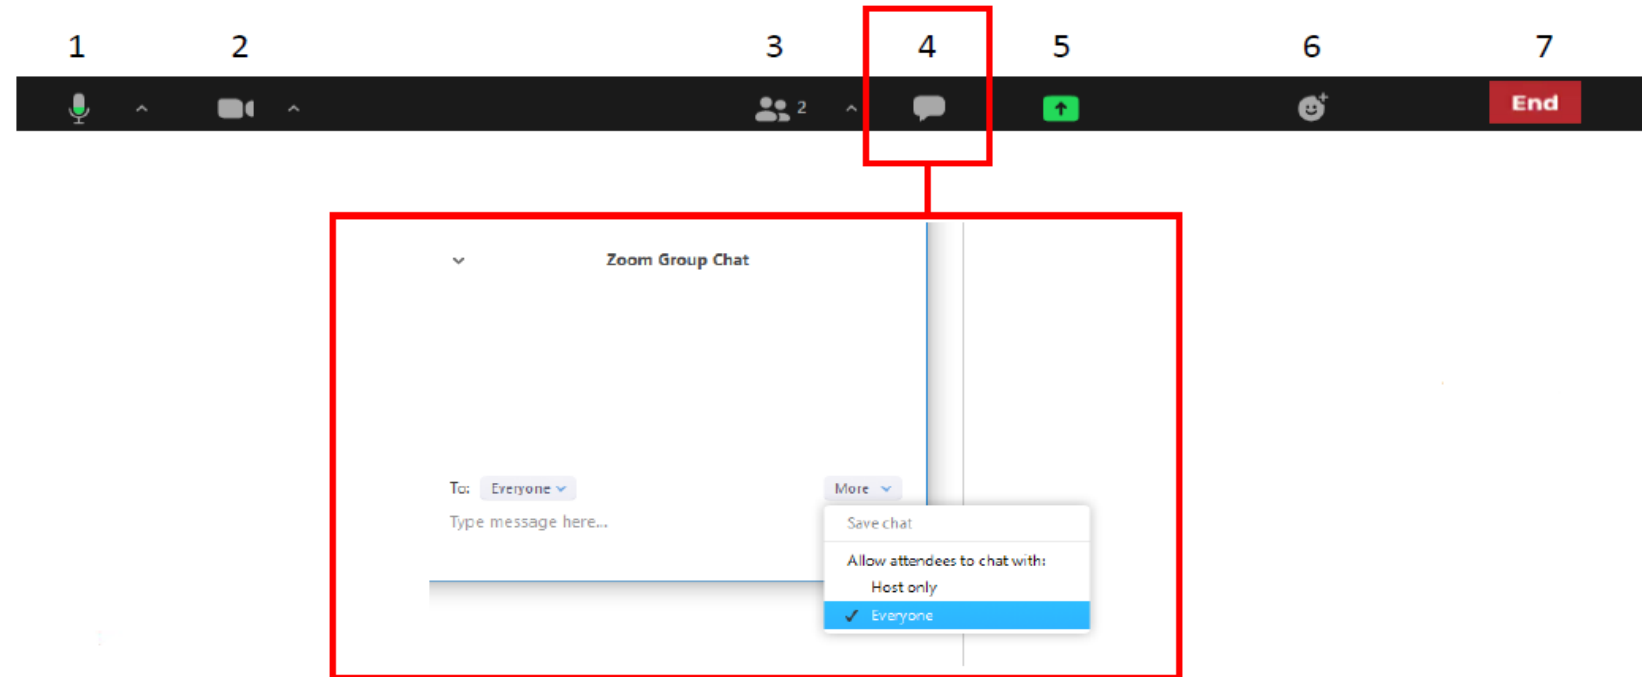 1 2 3 4 5 6 7
2 End
Zoom Group Chat
To: Everyone More
Type message here...
Save chat
Allow attendees to chat with:
Host only
Everyone